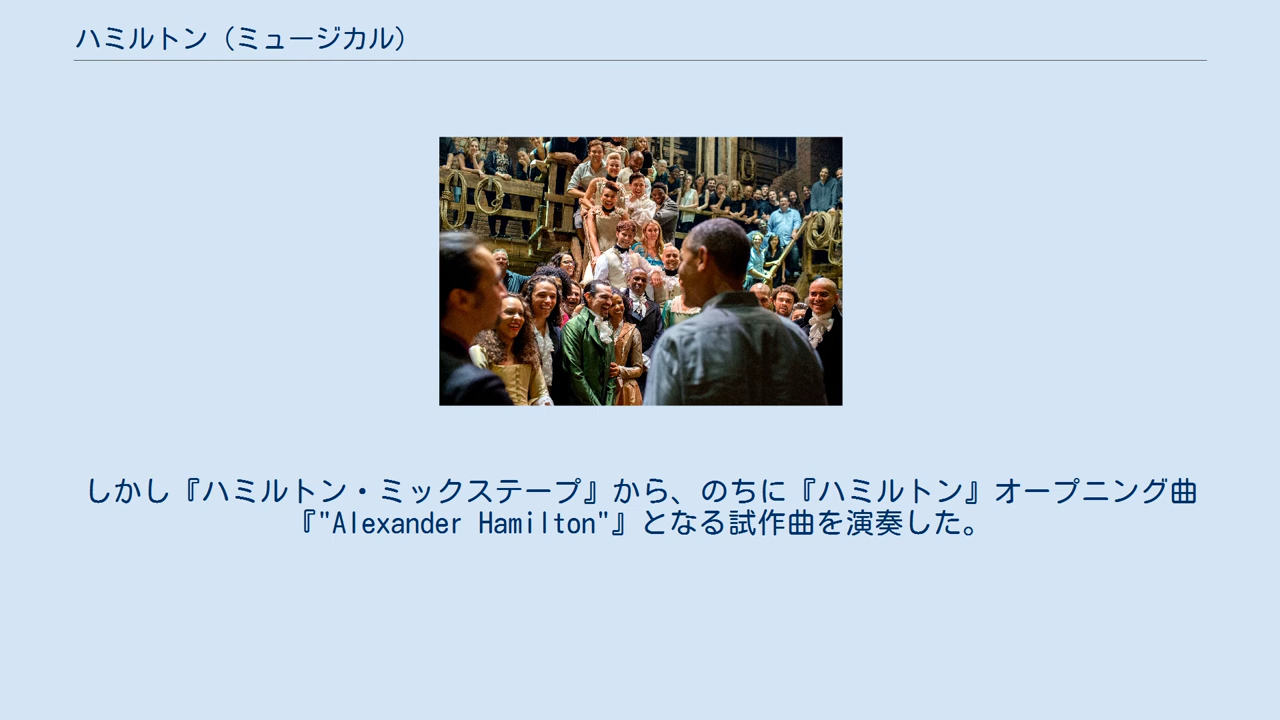 ハミルトン（ミュージカル）
しかし『ハミルトン・ミックステープ』から、のちに『ハミルトン』オープニング曲
『"Alexander Hamilton"』となる試作曲を演奏した。